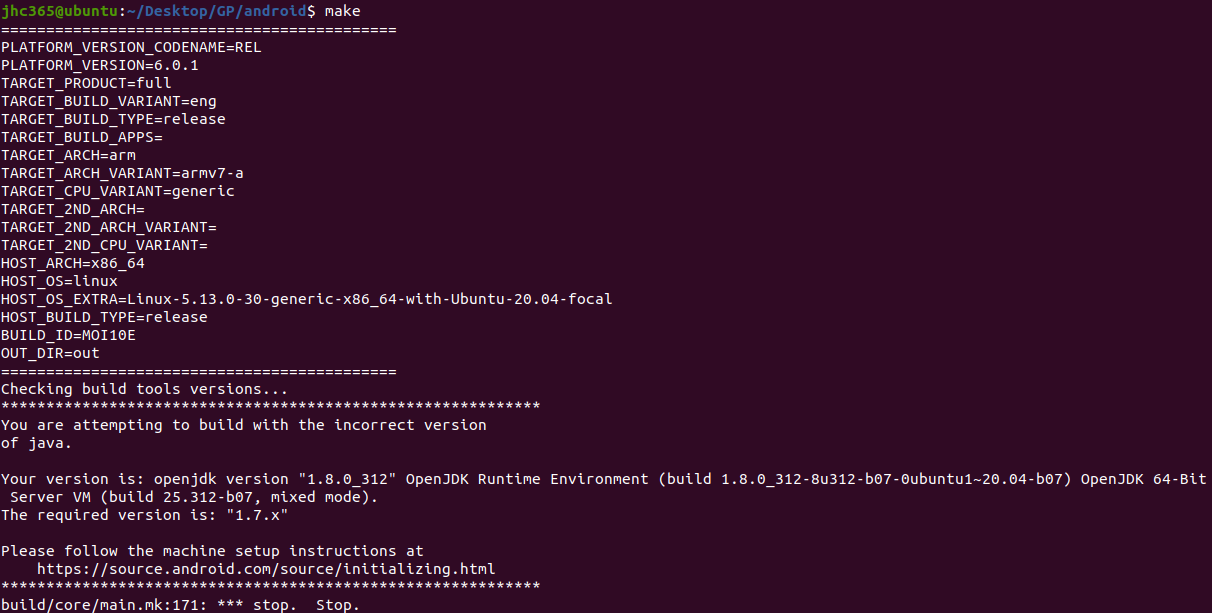 jhc365@ubuntu:~/Desktop/GP/android$ make
============================================
PLATFORM_VERSION_CODENAME=REL
PLATFORM_VERSION=6.0.1
TARGET_PRODUCT=full
TARGET_BUILD_VARIANT=eng
TARGET_BUILD_TYPE=release
TARGET_BUILD_APPS=
TARGET_ARCH=arm
TARGET_ARCH_VARIANT=armv7-a
TARGET_CPU_VARIANT=generic
TARGET_2ND_ARCH=
TARGET_2ND_ARCH_VARIANT=
TARGET_2ND_CPU_VARIANT=
HOST_ARCH=x86_64
HOST_OS=linux
HOST_OS_EXTRA=Linux-5.13.0-30-generic-x86_64-with-Ubuntu-20.04-focal
HOST_BUILD_TYPE=release
BUILD_ID=MOI10E
OUT_DIR=out
============================================
Checking build tools versions...
************************************************************
You are attempting to build with the incorrect version
of java.

Your version is: openjdk version "1.8.0_312" OpenJDK Runtime Environment (build 1.8.0_312-8u312-b07-0ubuntu1~20.04-b07) OpenJDK 64-Bit
 Server VM (build 25.312-b07, mixed mode).
The required version is: "1.7.x"

Please follow the machine setup instructions at
    https://source.android.com/source/initializing.html
************************************************************
build/core/main.mk:171: *** stop.  Stop.